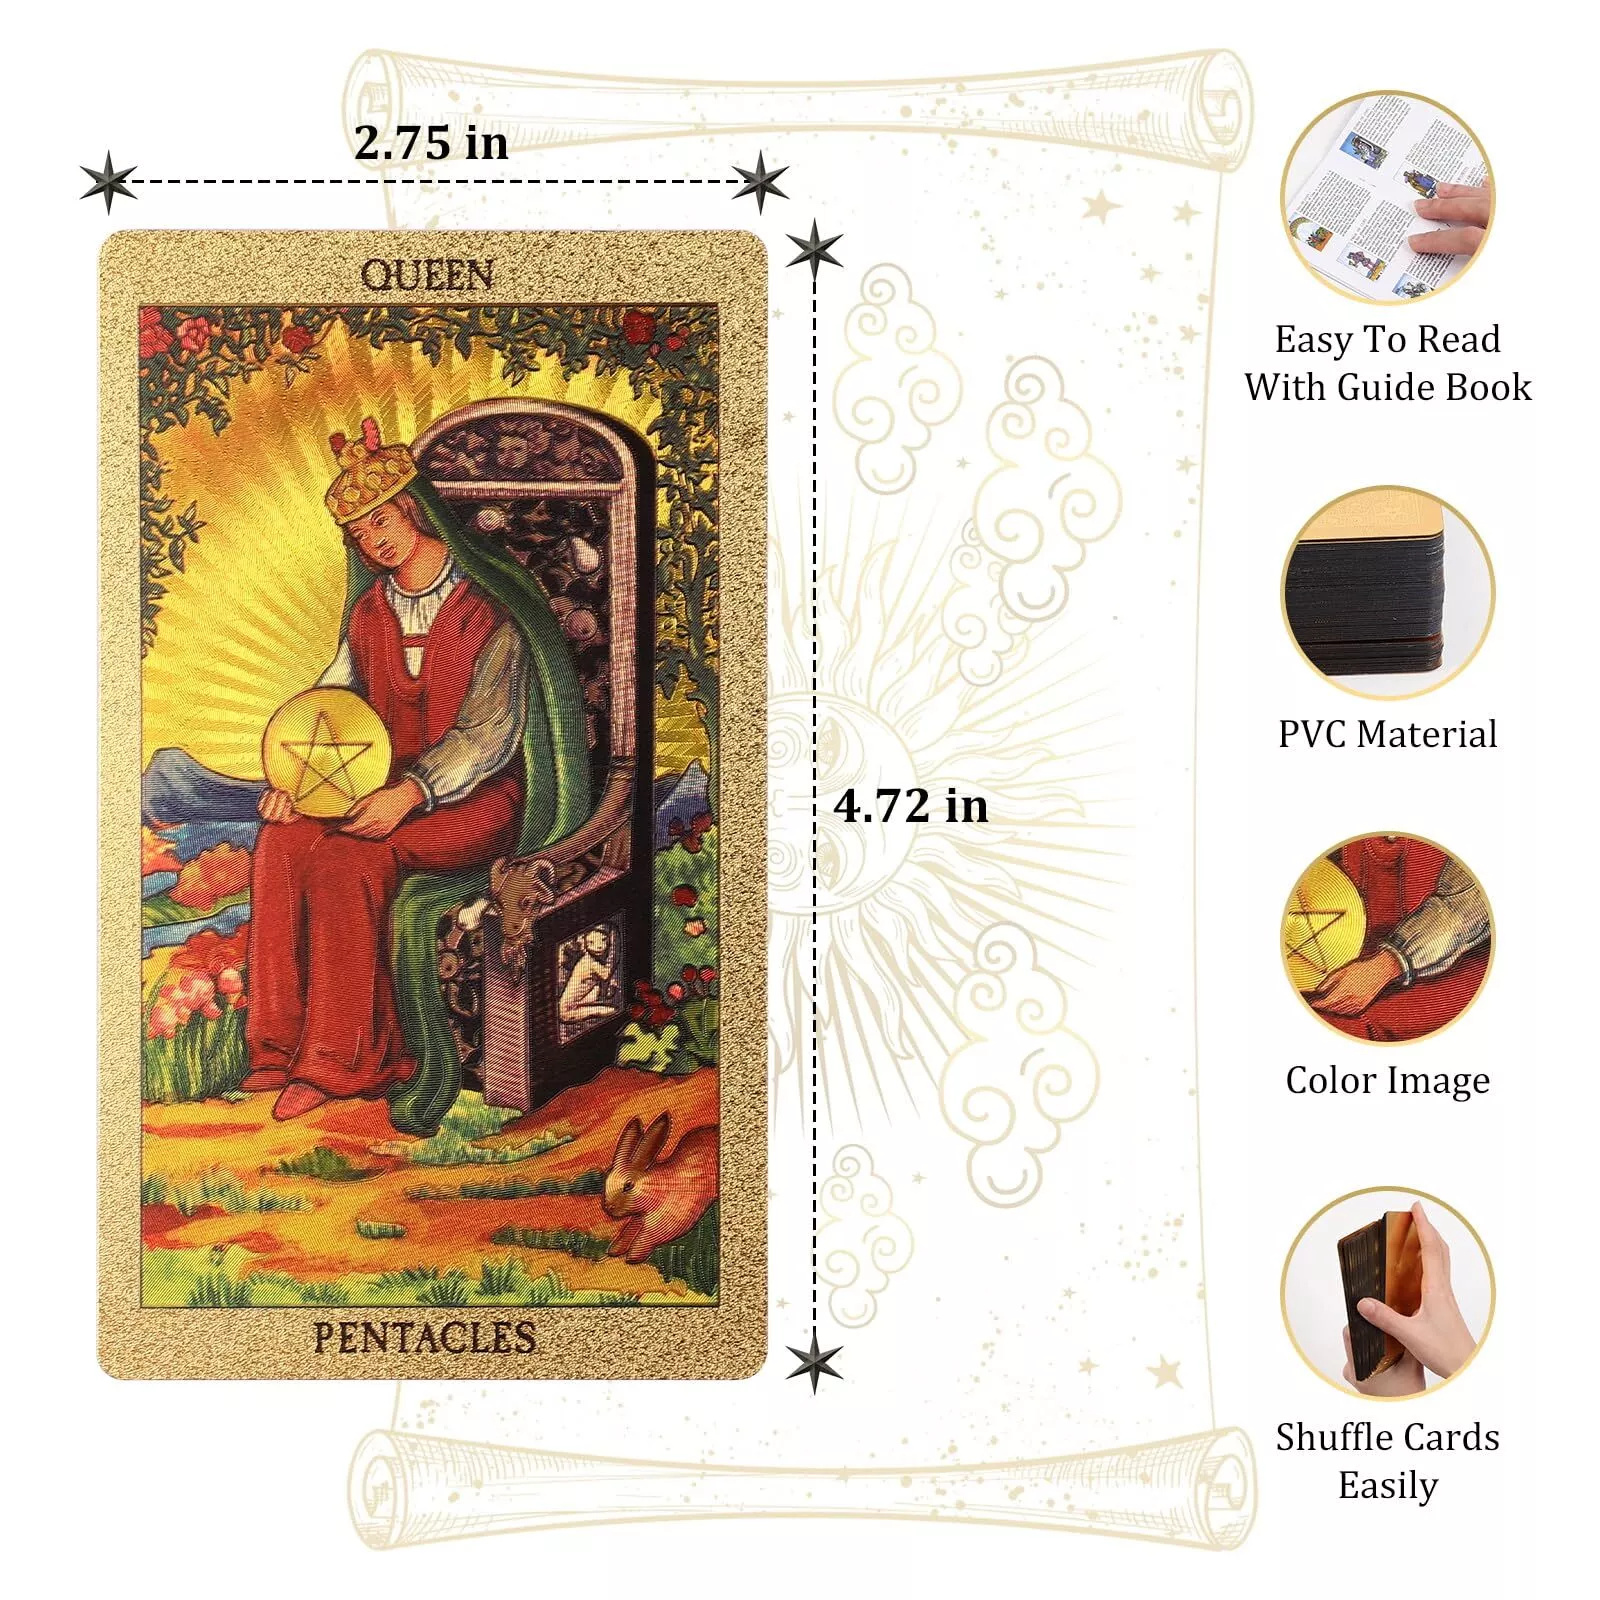 2.75 in
QUEEN
4.72 in
PENTACLES
Easy To Read
With Guide Book
PVC Material
Color Image
Shuffle Cards
Easily